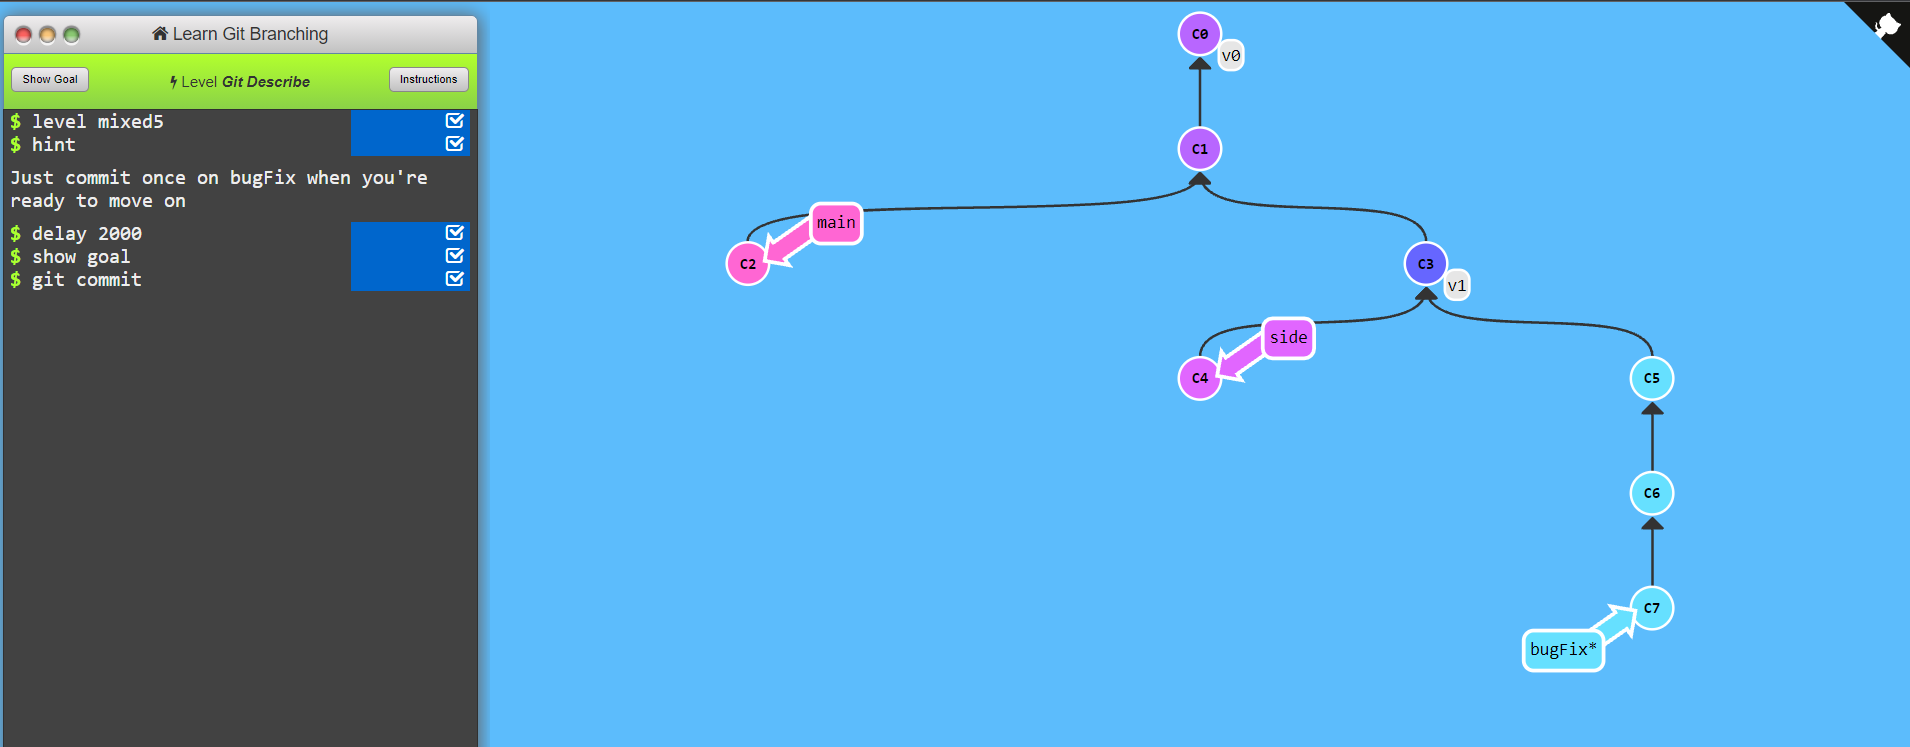 Learn Git Branching
Show Goal
Level Git Describe
Instructions
$ level mixed5
$ hint
Just commit once on bugFix when you're
ready to move on
$ delay 2000
$ show goal
$ git commit
C0
v0
C1
main
C2
C3
v1
side
C4
C5
C6
C7
bugFix*